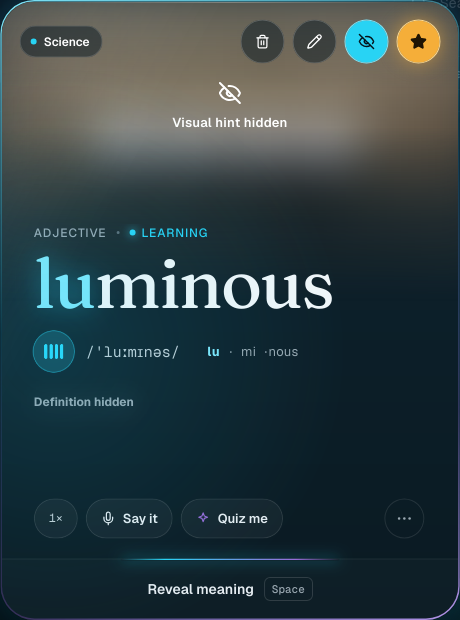 Science
Visual hint hidden
ADJECTIVE • LEARNING
luminous
/ˈluːmɪnəs/ lu · mi ·nous
Definition hidden
1× Say it Quiz me
Reveal meaning Space